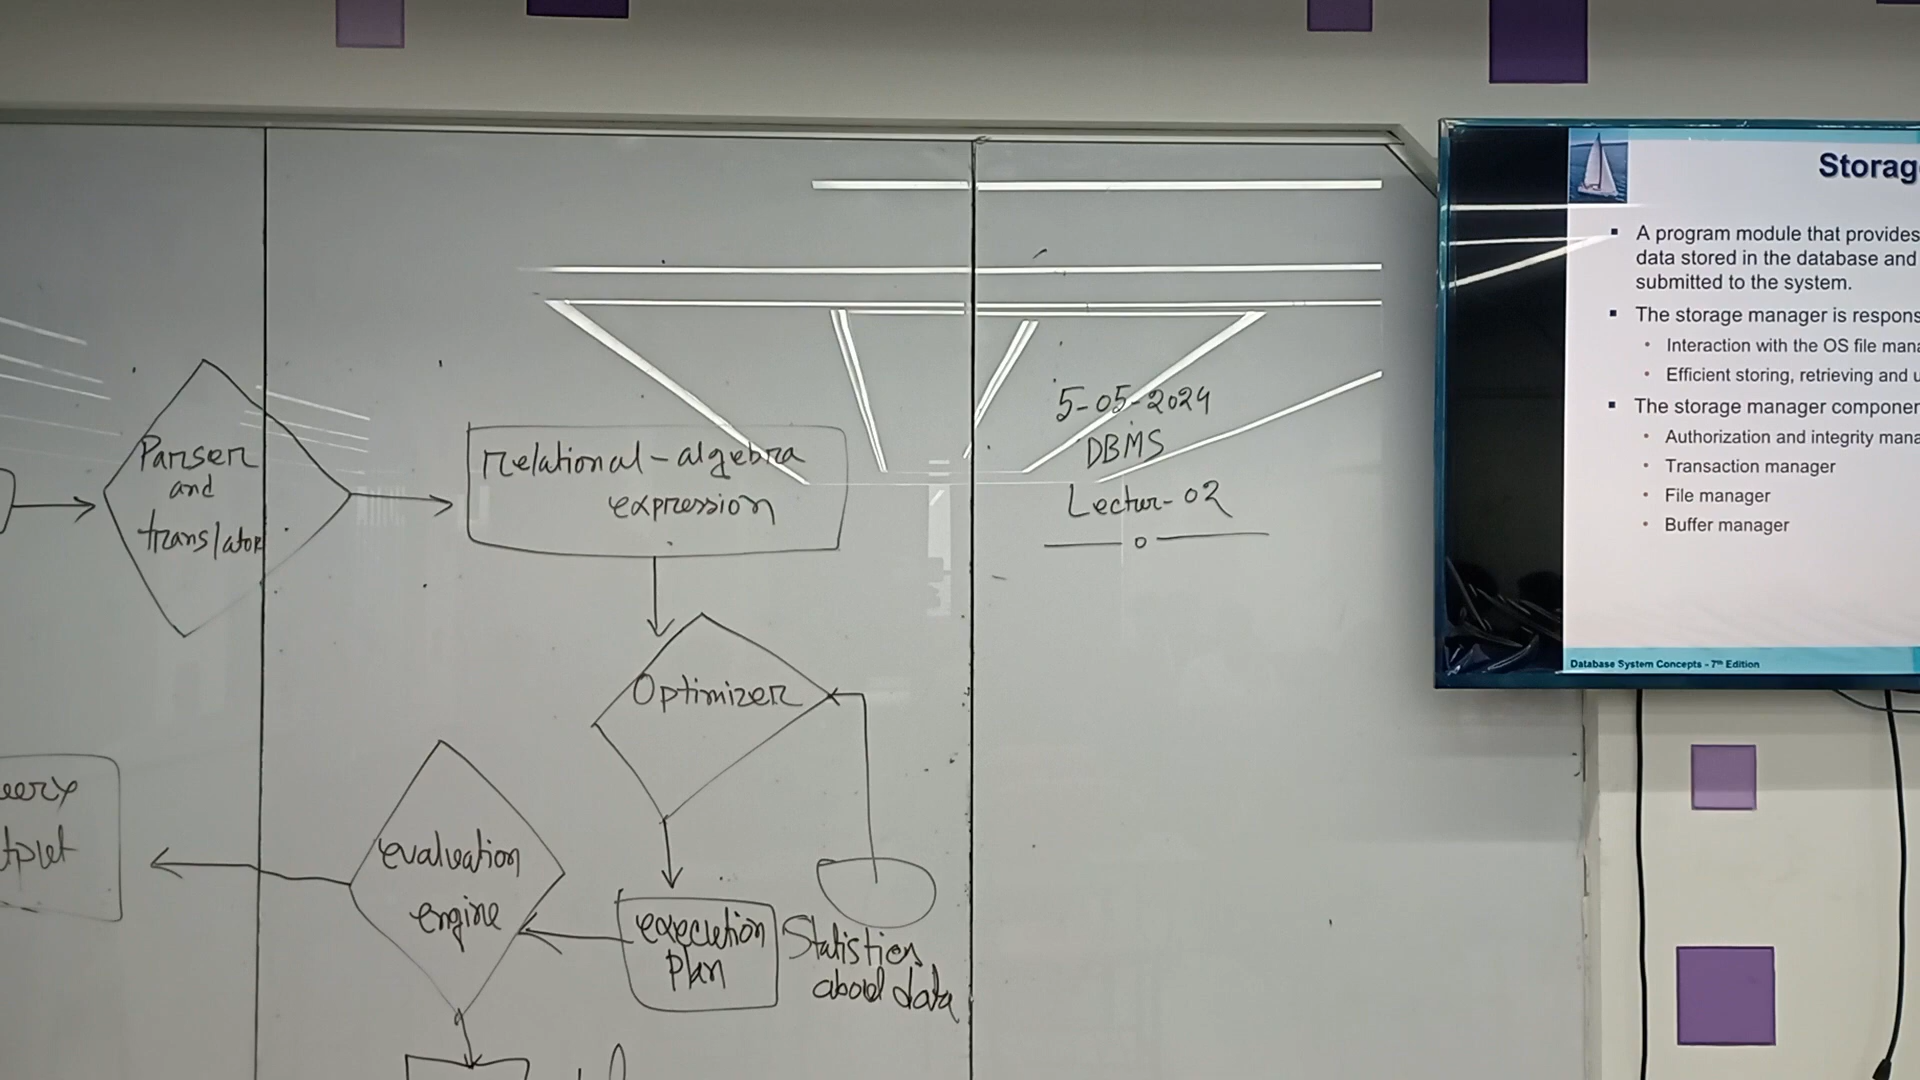 Parser
and
translator
relational-algebra
expression
5-05-2024
DBMS
Lectur-02
Optimizer
evaluation
engine
execution
plan
Statistics
about data
Storag
A program module that provides
data stored in the database and
submitted to the system.
The storage manager is respons
Interaction with the OS file mana
Efficient storing, retrieving and u
The storage manager componen
Authorization and integrity mana
Transaction manager
File manager
Buffer manager
Database System Concepts - 7th Edition